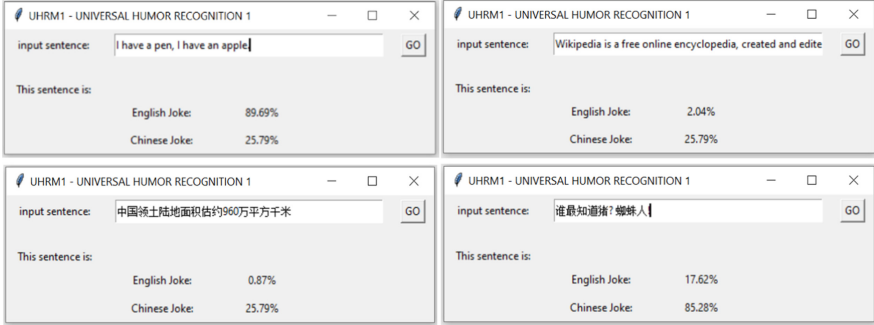 UHRM1 - UNIVERSAL HUMOR RECOGNITION 1
input sentence: I have a pen, I have an apple. GO
This sentence is:
English Joke: 89.69%
Chinese Joke: 25.79%
UHRM1 - UNIVERSAL HUMOR RECOGNITION 1
input sentence: Wikipedia is a free online encyclopedia, created and edite GO
This sentence is:
English Joke: 2.04%
Chinese Joke: 25.79%
UHRM1 - UNIVERSAL HUMOR RECOGNITION 1
input sentence: 中国领土陆地面积估约960万平方千米 GO
This sentence is:
English Joke: 0.87%
Chinese Joke: 25.79%
UHRM1 - UNIVERSAL HUMOR RECOGNITION 1
input sentence: 谁最知道猪? 蜘蛛人! GO
This sentence is:
English Joke: 17.62%
Chinese Joke: 85.28%